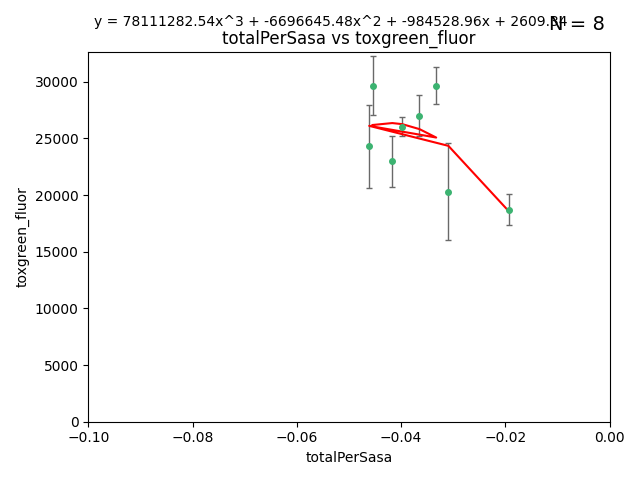 y = 78111282.54x^3 + -6696645.48x^2 + -984528.96x + 2609.
N = 8
totalPerSasa vs toxgreen_fluor
30000
25000
20000
15000
10000
5000
0
toxgreen_fluor
−0.10 −0.08 −0.06 −0.04 −0.02 0.00
totalPerSasa